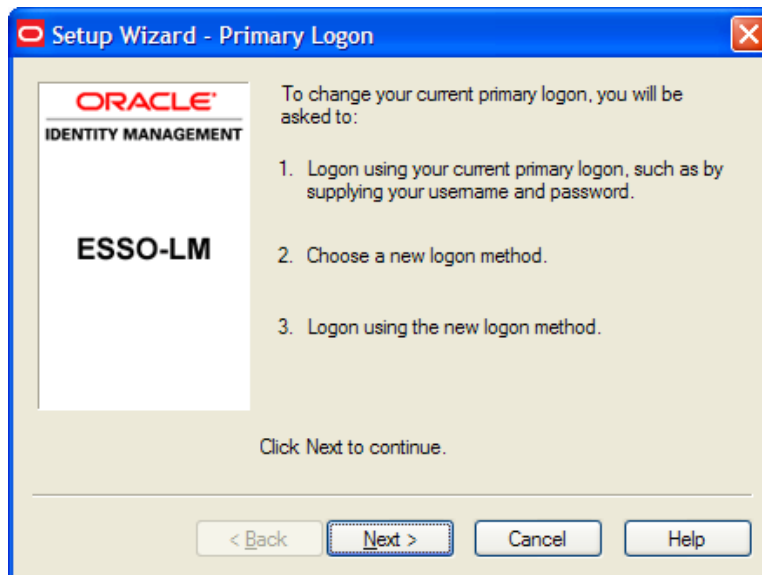 Setup Wizard - Primary Logon
ORACLE
IDENTITY MANAGEMENT
ESSO-LM
To change your current primary logon, you will be
asked to:
1. Logon using your current primary logon, such as by
supplying your username and password.
2. Choose a new logon method.
3. Logon using the new logon method.
Click Next to continue.
< Back
Next >
Cancel
Help